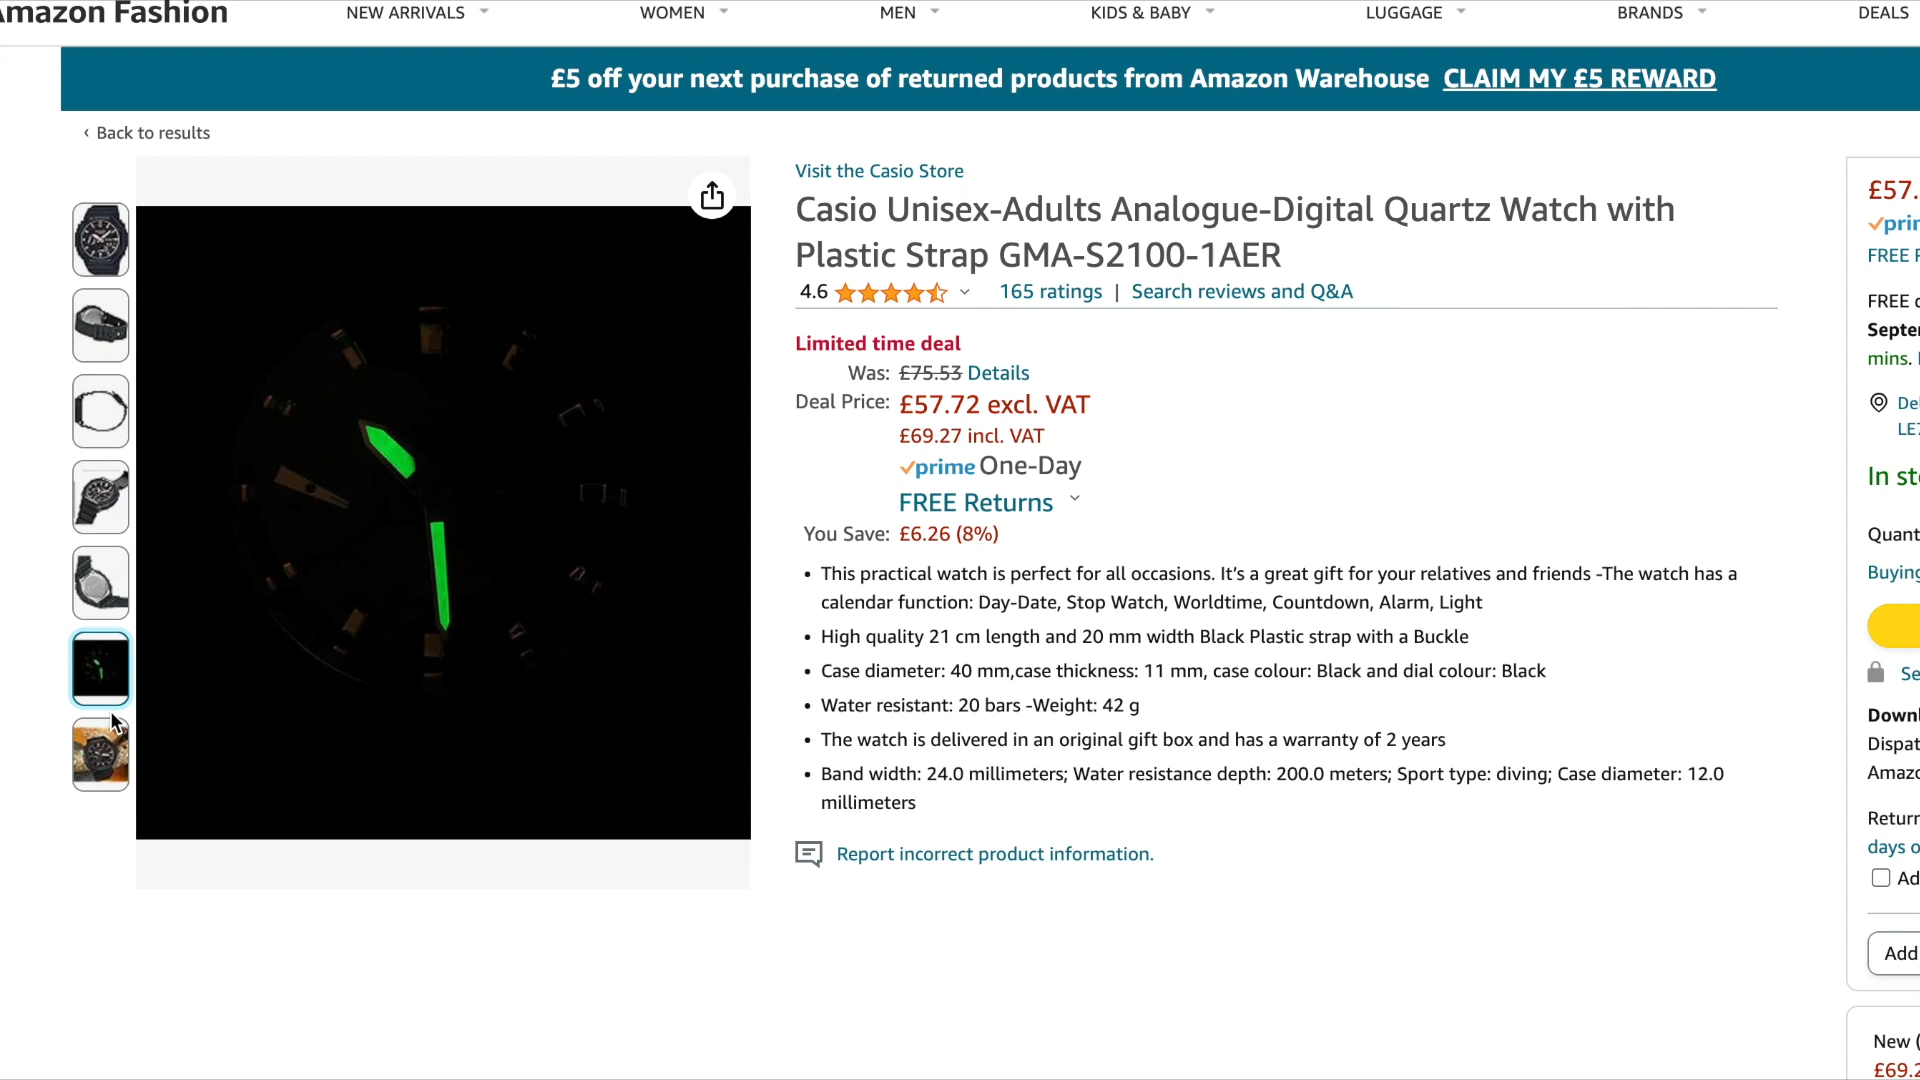 mazon Fashion
NEW ARRIVALS
WOMEN
MEN
KIDS & BABY
LUGGAGE
BRANDS
DEALS
£5 off your next purchase of returned products from Amazon Warehouse CLAIM MY £5 REWARD
‹ Back to results
Visit the Casio Store
Casio Unisex-Adults Analogue-Digital Quartz Watch with
Plastic Strap GMA-S2100-1AER
4.6
165 ratings | Search reviews and Q&A
Limited time deal
Was: £75.53 Details
Deal Price: £57.72 excl. VAT
£69.27 incl. VAT
prime One-Day
FREE Returns
You Save: £6.26 (8%)
• This practical watch is perfect for all occasions. It’s a great gift for your relatives and friends -The watch has a
calendar function: Day-Date, Stop Watch, Worldtime, Countdown, Alarm, Light
• High quality 21 cm length and 20 mm width Black Plastic strap with a Buckle
• Case diameter: 40 mm,case thickness: 11 mm, case colour: Black and dial colour: Black
• Water resistant: 20 bars -Weight: 42 g
• The watch is delivered in an original gift box and has a warranty of 2 years
• Band width: 24.0 millimeters; Water resistance depth: 200.0 meters; Sport type: diving; Case diameter: 12.0
millimeters
Report incorrect product information.
£57.
prin
FREE
FREE
Septe
mins.
De
LE7
In st
Quant
Buying
Se
Down
Dispat
Amaz
Return
days o
Ad
Add
New (
£69.2